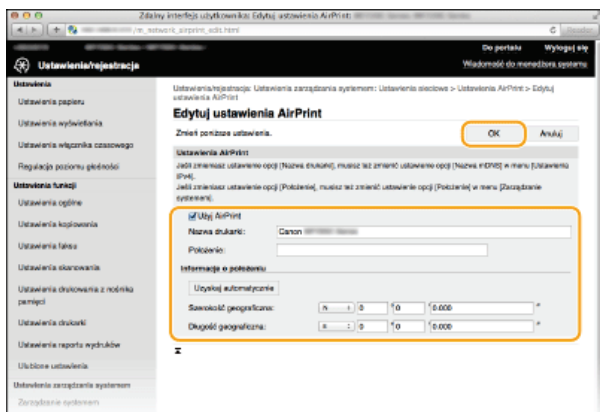 Zdalny interfejs użytkownika: Edytuj ustawienia AirPrint:
/m_network_airprint_edit.html
Reader
Do portalu Wyloguj się
Ustawienia/rejestracja
Wiadomość do menedżera systemu
Ustawienia
Ustawienia papieru
Ustawienia wyświetlania
Ustawienia włącznika czasowego
Regulacja poziomu głośności
Ustawienia funkcji
Ustawienia ogólne
Ustawienia kopiowania
Ustawienia faksu
Ustawienia skanowania
Ustawienia drukowania z nośnika
pamięci
Ustawienia drukarki
Ustawienia raportu wydruków
Ulubione ustawienia
Ustawienia zarządzania systemem
Zarządzanie systemem
Ustawienia/rejestracja: Ustawienia zarządzania systemem: Ustawienia sieciowe > Ustawienia AirPrint > Edytuj
ustawienia AirPrint
Edytuj ustawienia AirPrint
Zmień poniższe ustawienia.
OK Anuluj
Ustawienia AirPrint
Jeśli zmieniasz ustawienie opcji [Nazwa drukarki], musisz też zmienić ustawienie opcji [Nazwa mDNS] w menu [Ustawienia
IPv4].
Jeśli zmieniasz ustawienie opcji [Położenie], musisz też zmienić ustawienie opcji [Położenie] w menu [Zarządzanie
systemem].
Użyj AirPrint
Nazwa drukarki: Canon
Położenie:
Informacje o położeniu
Uzyskaj automatycznie
Szerokość geograficzna: N 0 ° 0 ' 0.000 "
Długość geograficzna: E 0 ° 0 ' 0.000 "